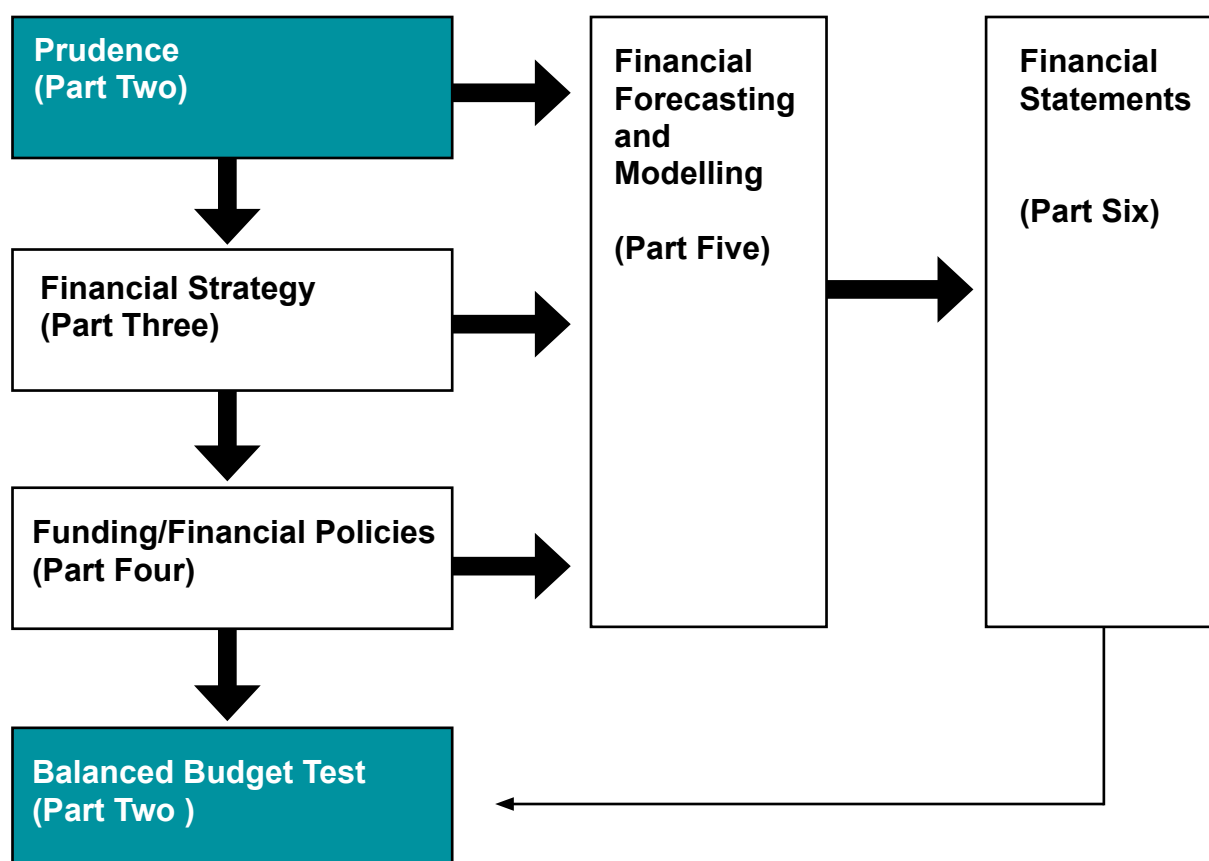 Prudence
(Part Two)
Financial
Forecasting
and
Modelling
(Part Five)
Financial
Statements
(Part Six)
Financial Strategy
(Part Three)
Funding/Financial Policies
(Part Four)
Balanced Budget Test
(Part Two )